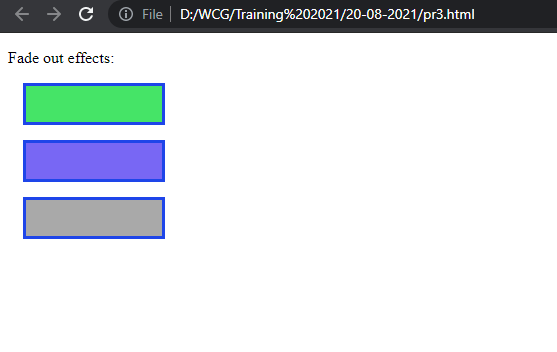 File D:/WCG/Training%202021/20-08-2021/pr3.html
Fade out effects: